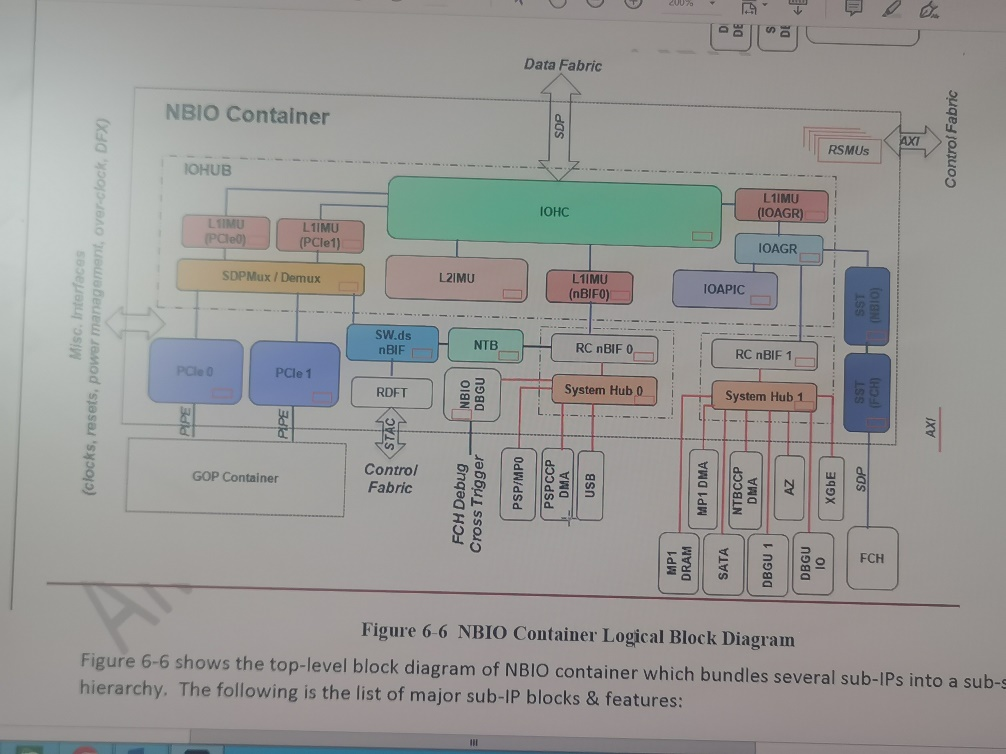 200%
Data Fabric
SDP
NBIO Container
RSMUs
AXI
Control Fabric
Misc. Interfaces
(clocks, resets, power management, over-clock, DFX)
IOHUB
IOHC
L1IMU
(IOAGR)
L1IMU
(PCIe0)
L1IMU
(PCIe1)
IOAGR
SDPMux / Demux
L2IMU
L1IMU
(nBIF0)
IOAPIC
SST
(NBIO)
SW.ds
nBIF
NTB
RC nBIF 0
RC nBIF 1
PCIe 0
PCIe 1
RDFT
NBIO
DBGU
System Hub 0
System Hub 1
SST
(FCH)
AXI
PIPE
PIPE
STAC
GOP Container
Control
Fabric
FCH Debug
Cross Trigger
PSP/MP0
PSPCCP
DMA
USB
MP1 DMA
NTBCCP
DMA
AZ
XGbE
SDP
MP1
DRAM
SATA
DBGU 1
DBGU
IO
FCH
Figure 6-6 NBIO Container Logical Block Diagram
Figure 6-6 shows the top-level block diagram of NBIO container which bundles several sub-IPs into a
hierarchy. The following is the list of major sub-IP blocks & features: